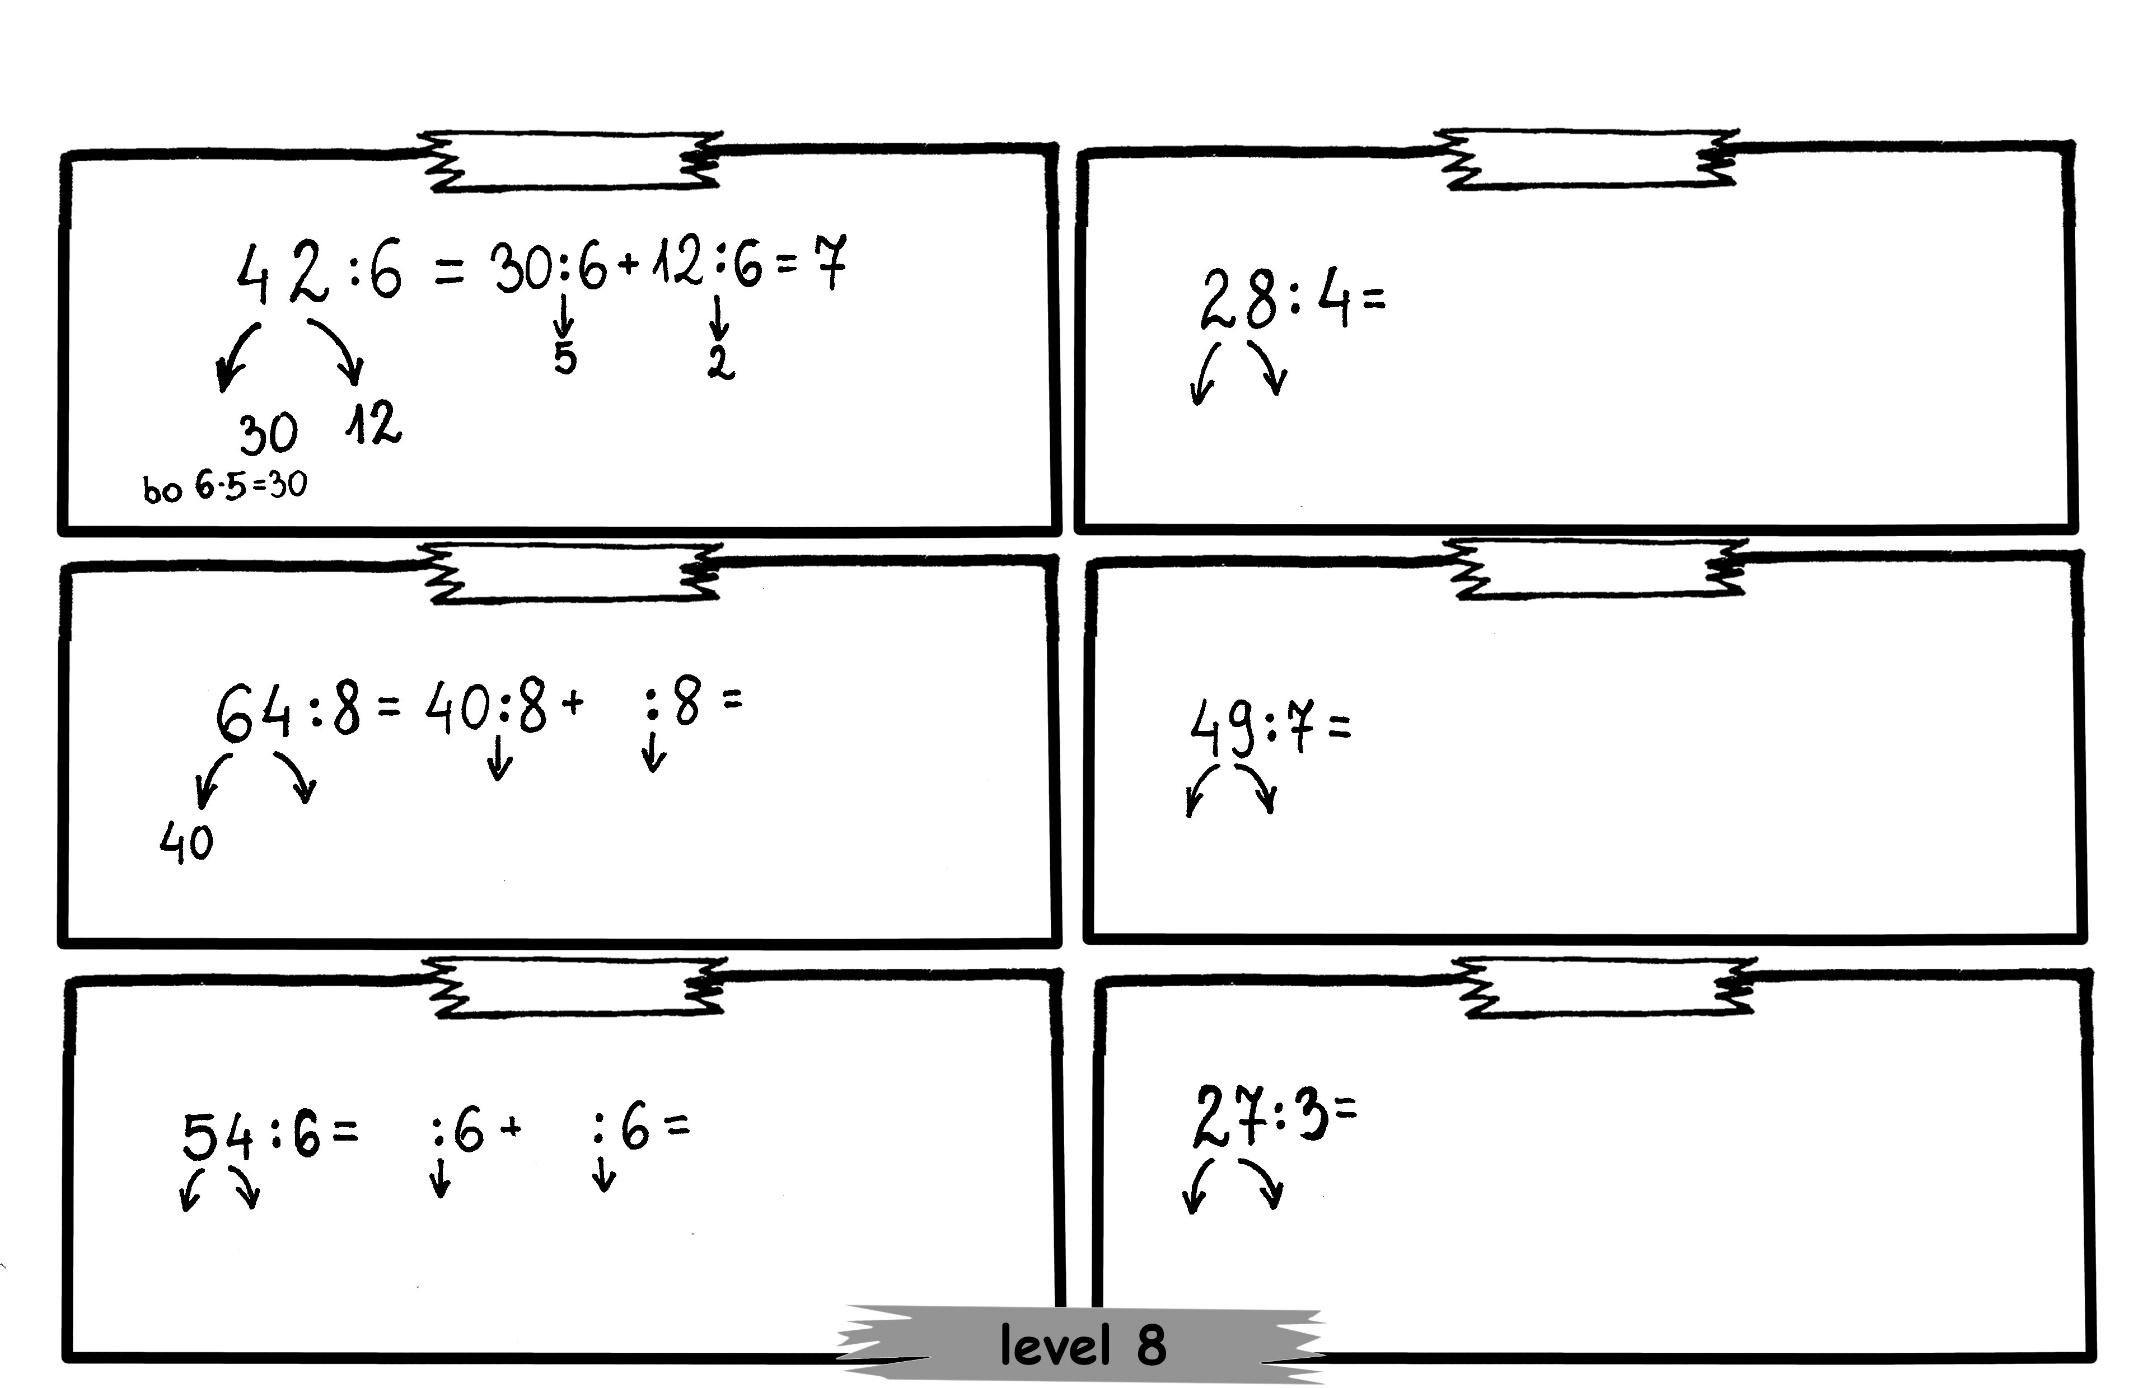 42:6 = 30:6+12:6=7
5 2
30 12
bo 6·5=30
28:4=
64:8= 40:8+ :8=
40
49:7=
54:6= :6+ :6=
27:3=
level 8